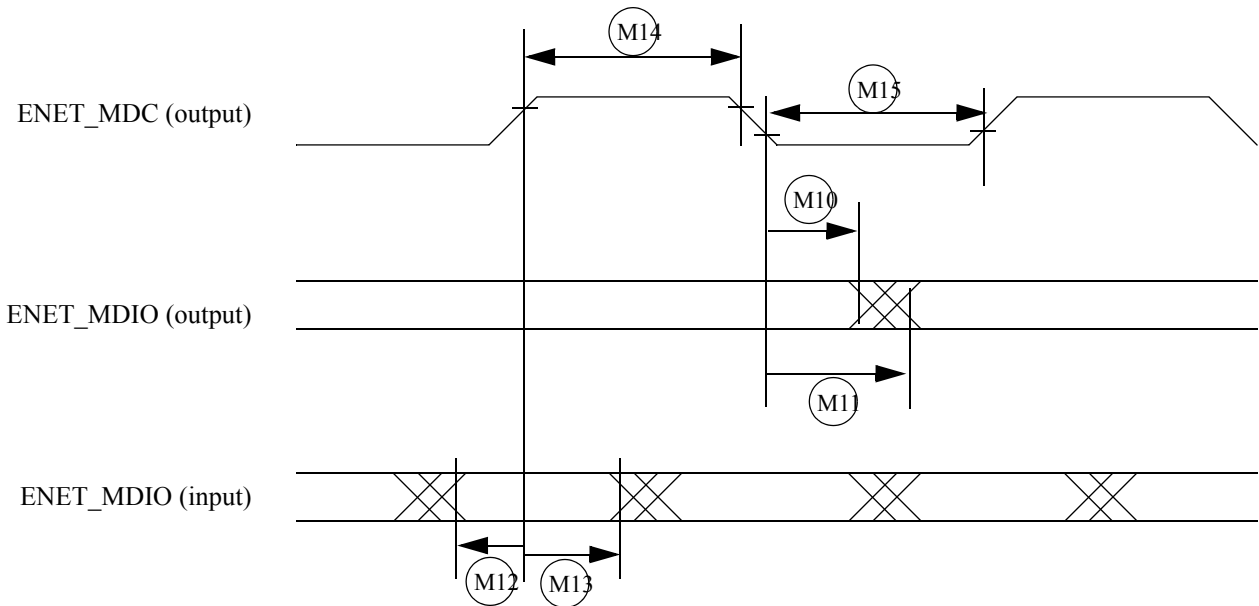 M14
M15
ENET_MDC (output)
M10
ENET_MDIO (output)
M11
ENET_MDIO (input)
M12
M13